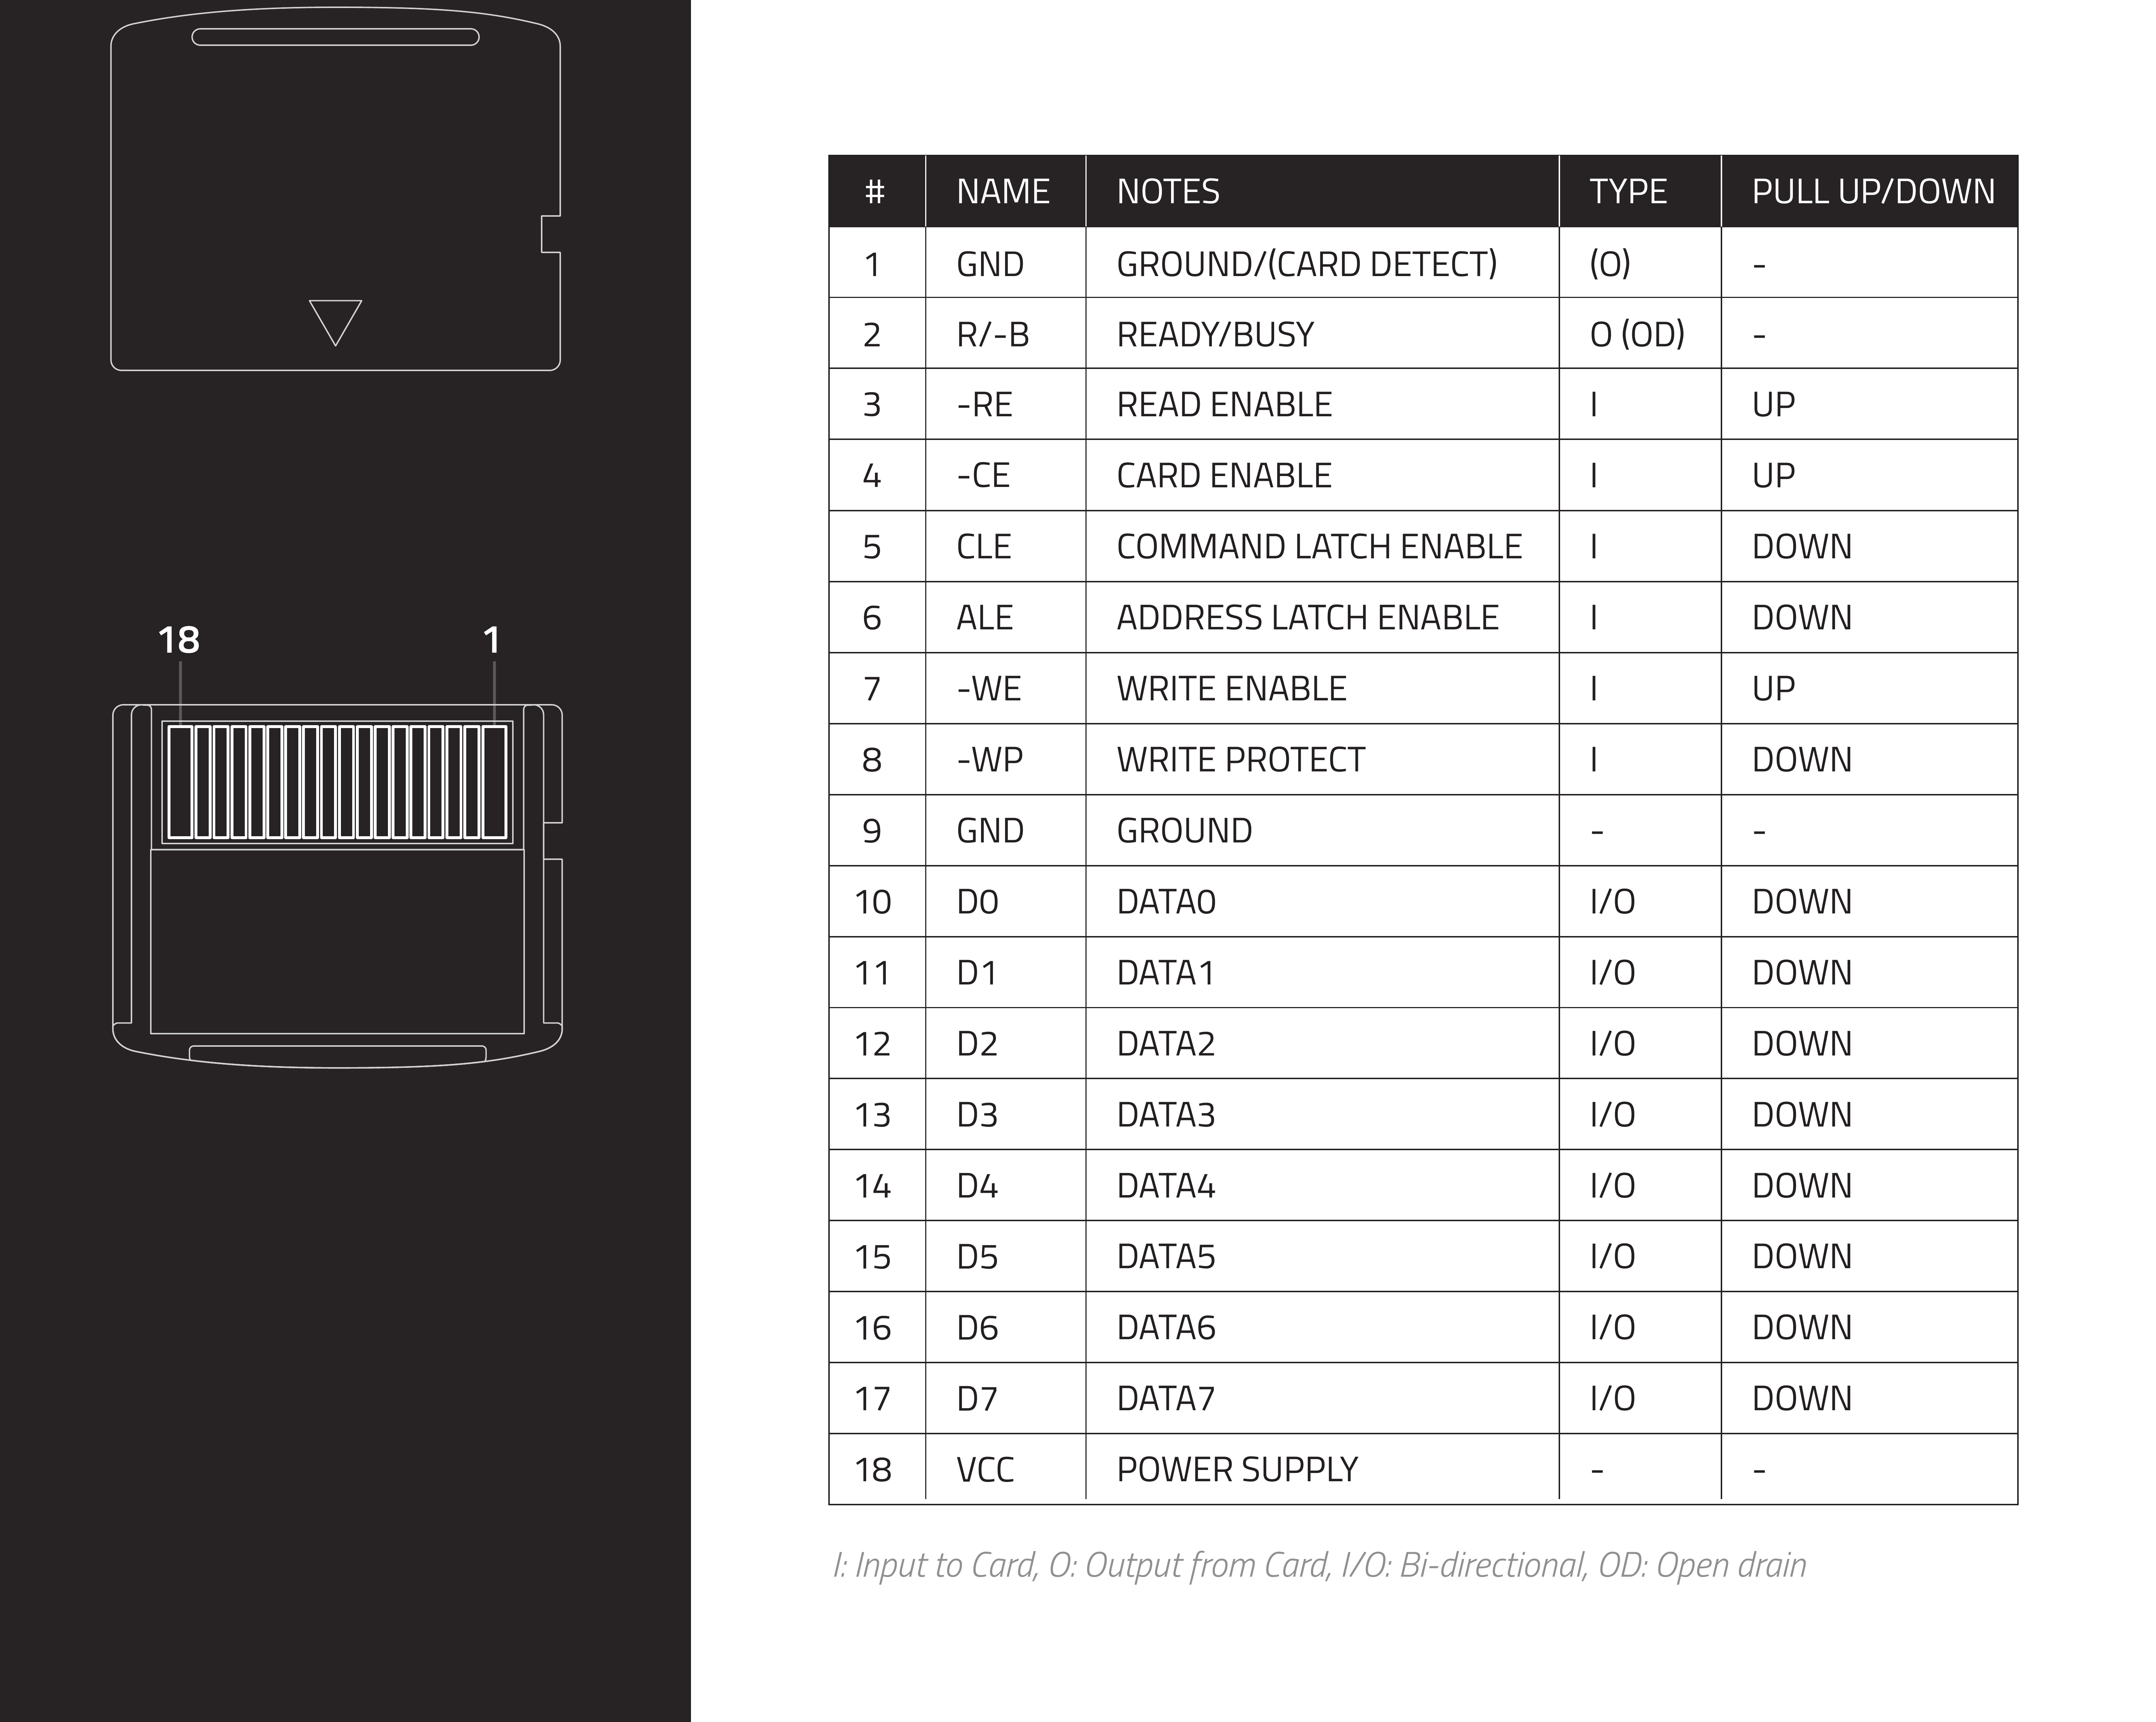 18 1
# NAME NOTES TYPE PULL UP/DOWN
1 GND GROUND/(CARD DETECT) (O) -
2 R/-B READY/BUSY O (OD) -
3 -RE READ ENABLE I UP
4 -CE CARD ENABLE I UP
5 CLE COMMAND LATCH ENABLE I DOWN
6 ALE ADDRESS LATCH ENABLE I DOWN
7 -WE WRITE ENABLE I UP
8 -WP WRITE PROTECT I DOWN
9 GND GROUND - -
10 D0 DATA0 I/O DOWN
11 D1 DATA1 I/O DOWN
12 D2 DATA2 I/O DOWN
13 D3 DATA3 I/O DOWN
14 D4 DATA4 I/O DOWN
15 D5 DATA5 I/O DOWN
16 D6 DATA6 I/O DOWN
17 D7 DATA7 I/O DOWN
18 VCC POWER SUPPLY - -
I: Input to Card, O: Output from Card, I/O: Bi-directional, OD: Open drain